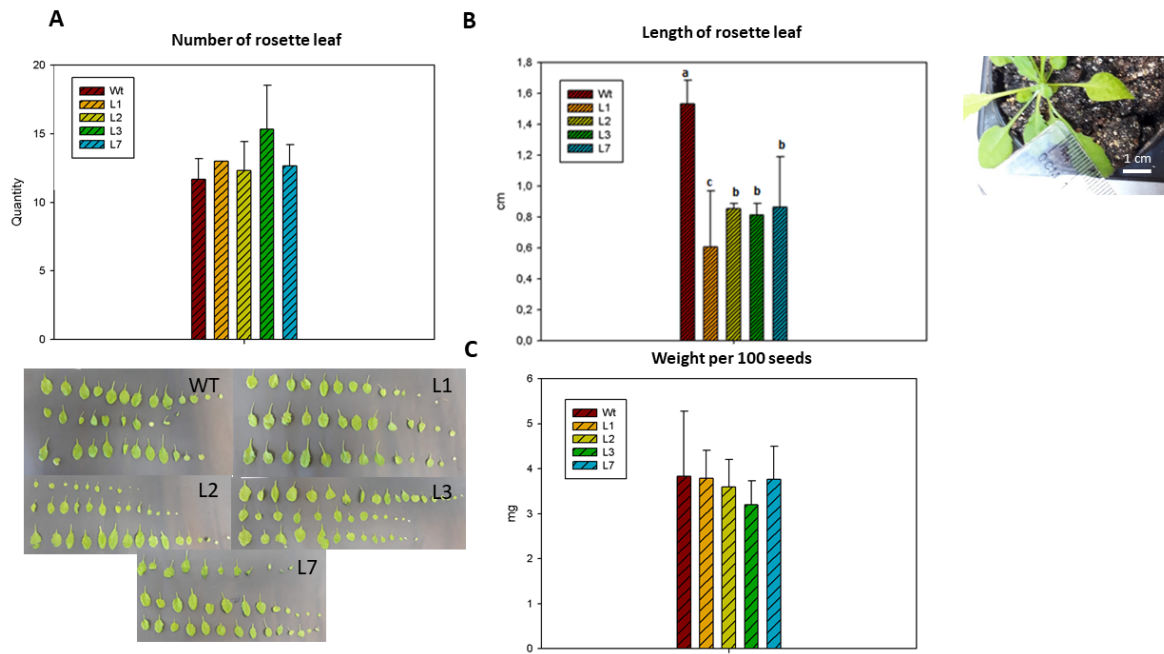 A
Number of rosette leaf
20
15
10
5
0
Quantity
Wt
L1
L2
L3
L7
B
Length of rosette leaf
1,8
1,6
1,4
1,2
1,0
0,8
0,6
0,4
0,2
0,0
cm
Wt
L1
L2
L3
L7
a
c
b
b
b
1 cm
WT
L1
L2
L3
L7
C
Weight per 100 seeds
6
5
4
3
2
1
0
mg
Wt
L1
L2
L3
L7